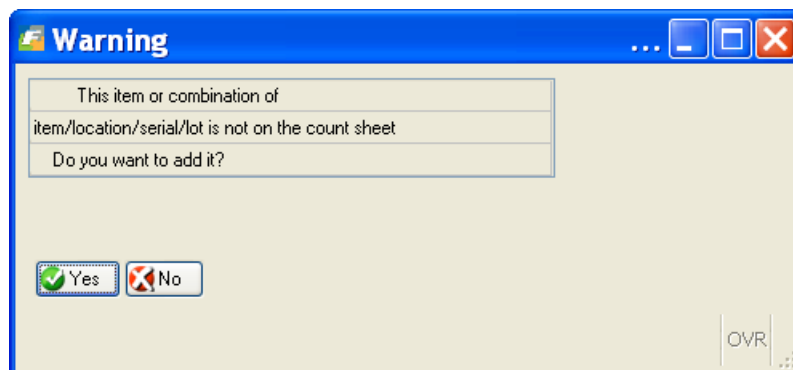 Warning
...
This item or combination of
item/location/serial/lot is not on the count sheet
Do you want to add it?
Yes No
OVR